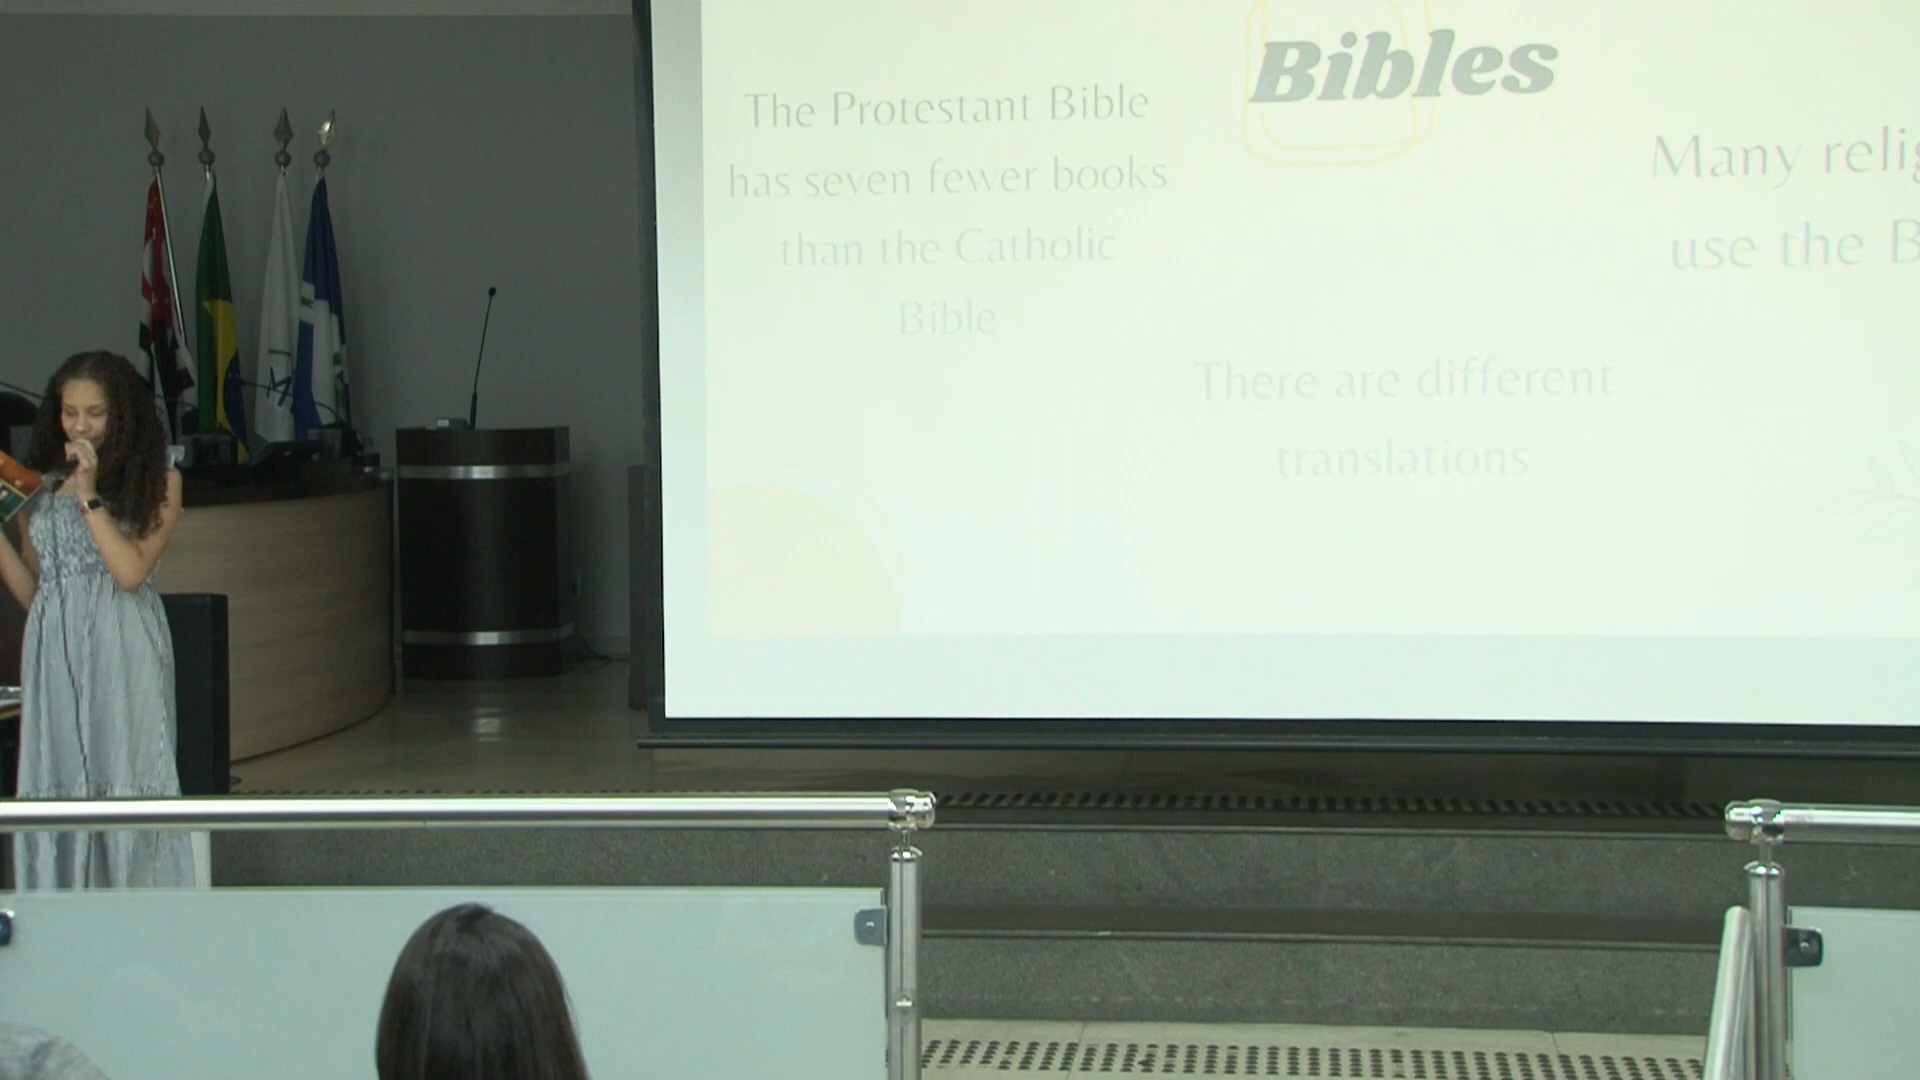 Bibles
The Protestant Bible
has seven fewer books
than the Catholic
Bible
There are different
translations
Many relig
use the B